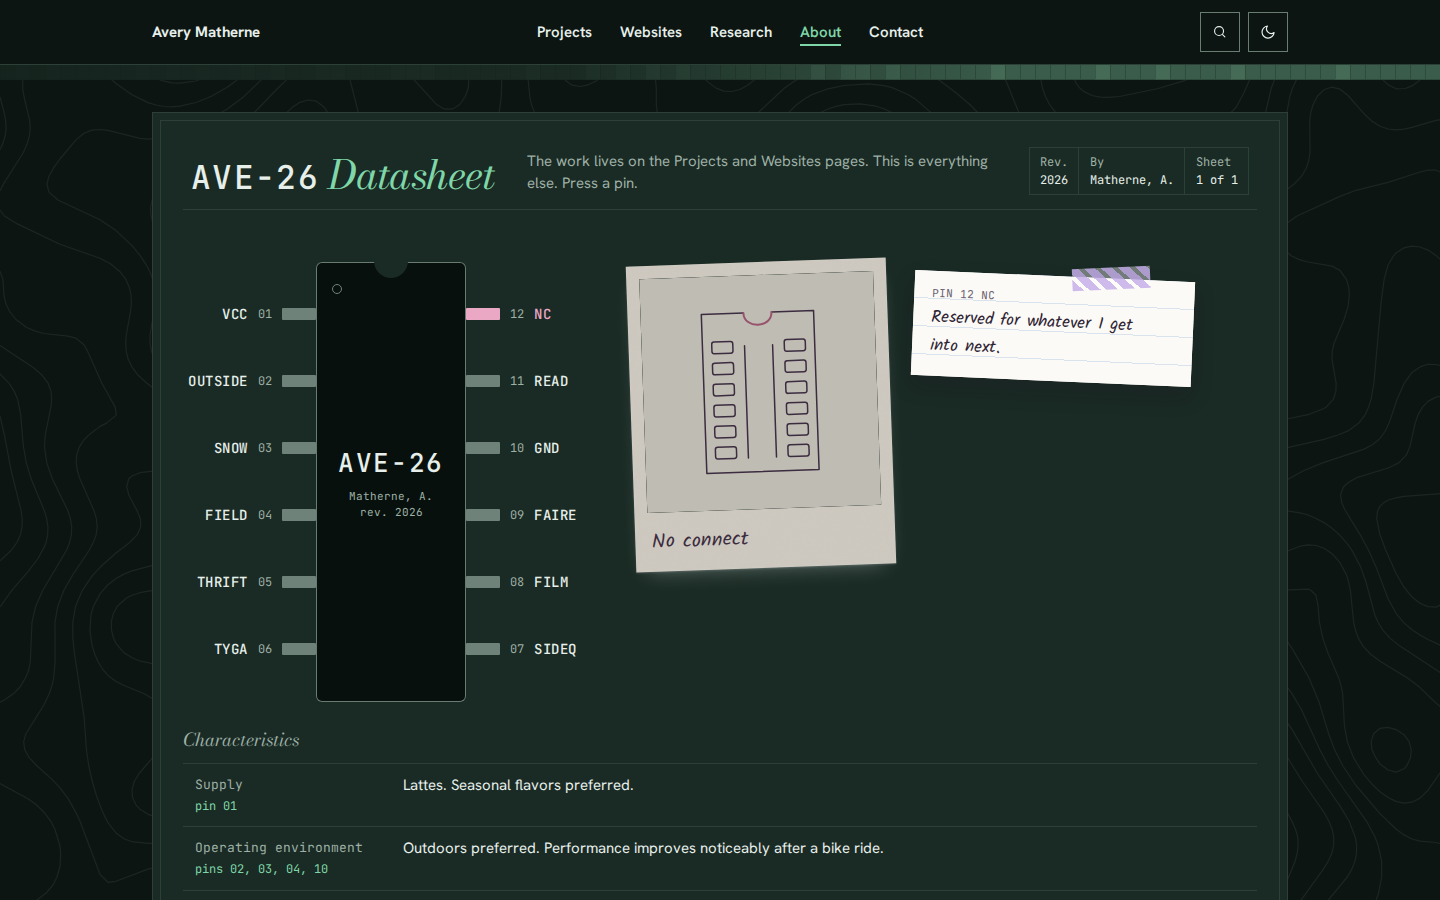 Avery Matherne
Projects Websites Research About Contact
AVE-26 Datasheet
The work lives on the Projects and Websites pages. This is everything
else. Press a pin.
Rev.
2026
By
Matherne, A.
Sheet
1 of 1
VCC 01
OUTSIDE 02
SNOW 03
FIELD 04
THRIFT 05
TYGA 06
AVE-26
Matherne, A.
rev. 2026
12 NC
11 READ
10 GND
09 FAIRE
08 FILM
07 SIDEQ
No connect
PIN 12 NC
Reserved for whatever I get
into next.
Characteristics
Supply
pin 01
Lattes. Seasonal flavors preferred.
Operating environment
pins 02, 03, 04, 10
Outdoors preferred. Performance improves noticeably after a bike ride.